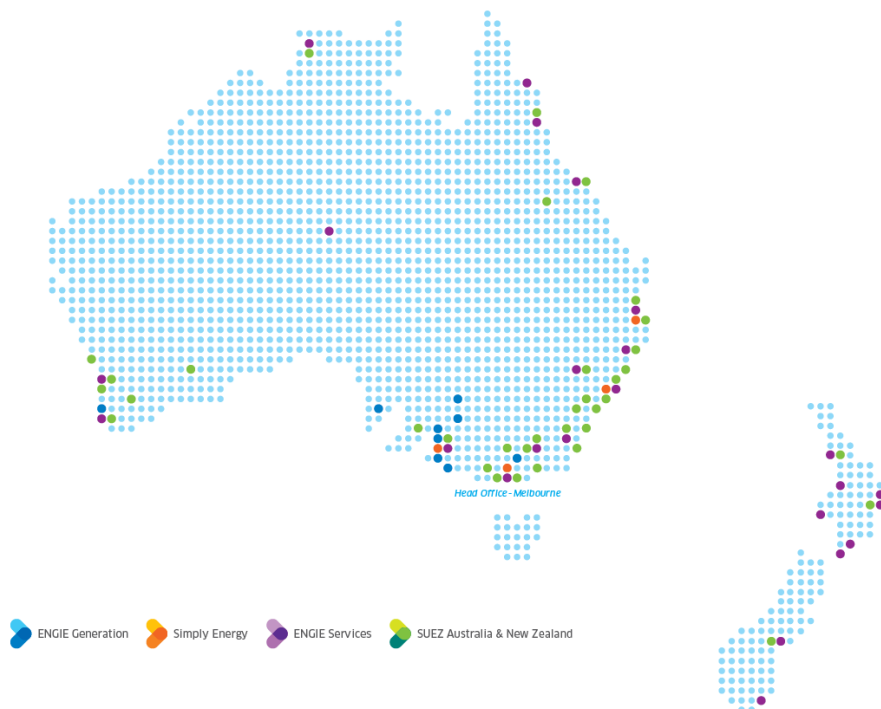 Head Office - Melbourne
ENGIE Generation
Simply Energy
ENGIE Services
SUEZ Australia & New Zealand